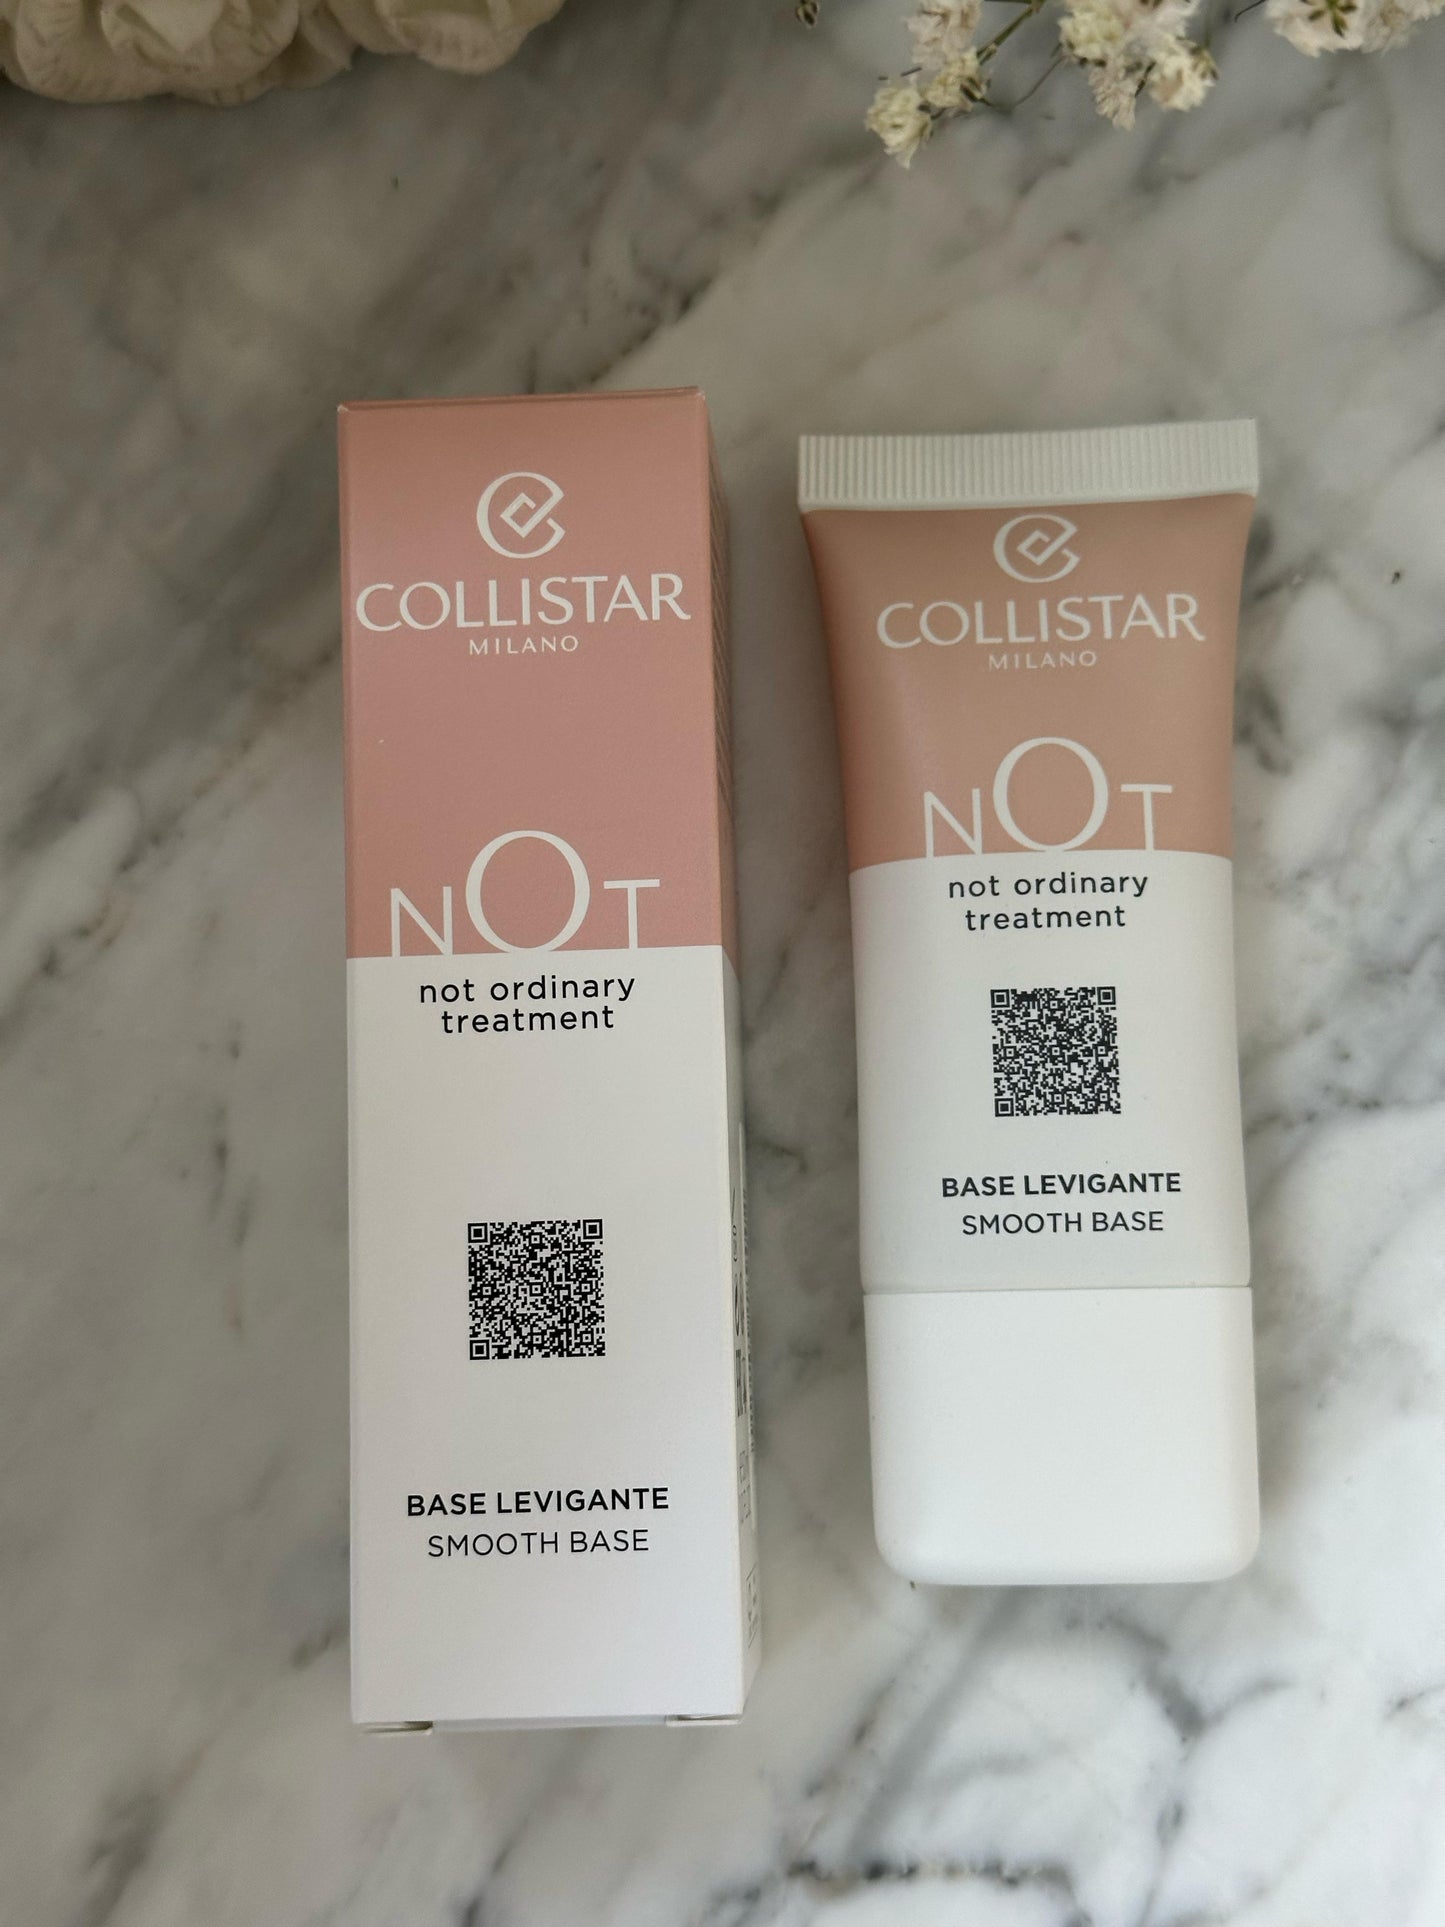 COLLISTAR
MILANO
NOT
not ordinary
treatment
BASE LEVIGANTE
SMOOTH BASE
COLLISTAR
MILANO
NOT
not ordinary
treatment
BASE LEVIGANTE
SMOOTH BASE